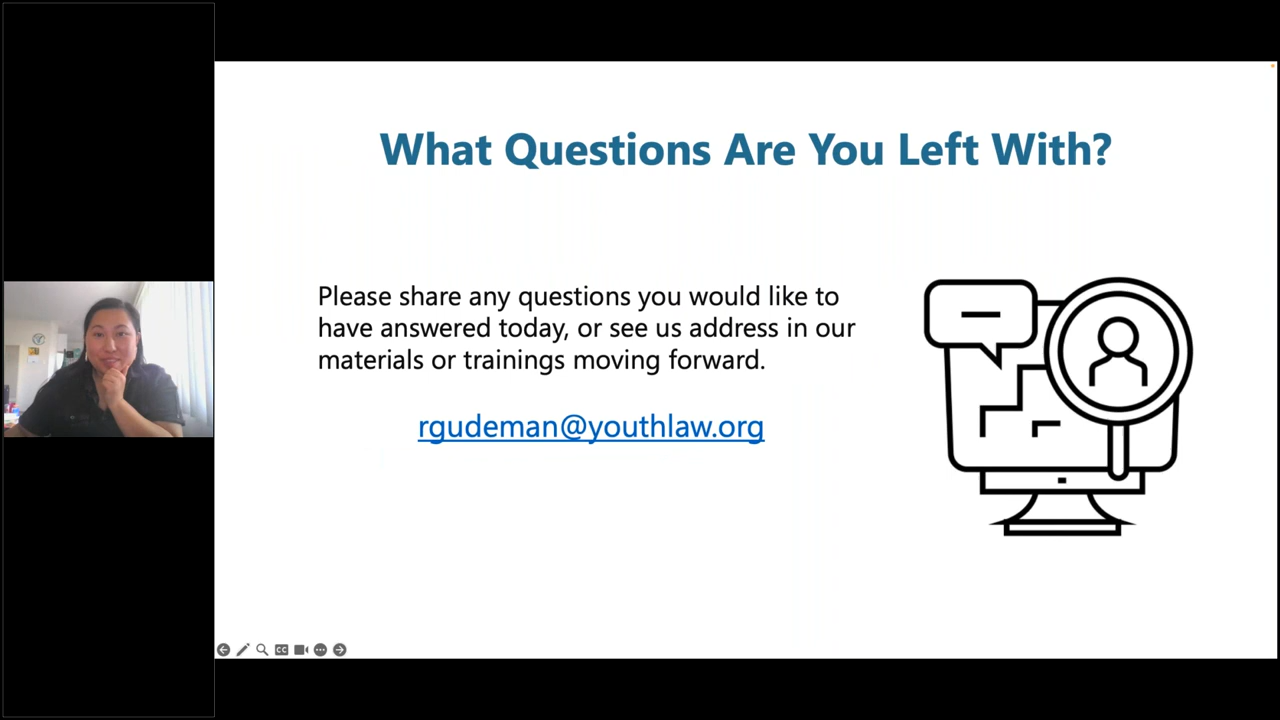 What Questions Are You Left With?
Please share any questions you would like to
have answered today, or see us address in our
materials or trainings moving forward.
rgudeman@youthlaw.org
CC